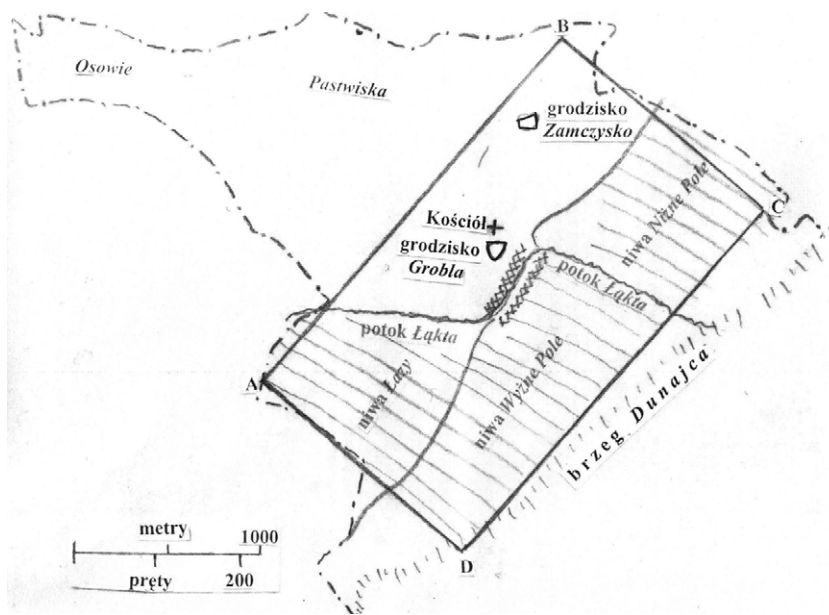 B
Osowie
Pastwiska
grodzisko
Zamczysko
niwa Niżne Pole
C
Kościół
grodzisko
Grobla
potok Łąkta
potok Łąkta
A
niwa Łazy
niwa Wyżne Pole
brzeg Dunajca
metry
1000
pręty
200
D